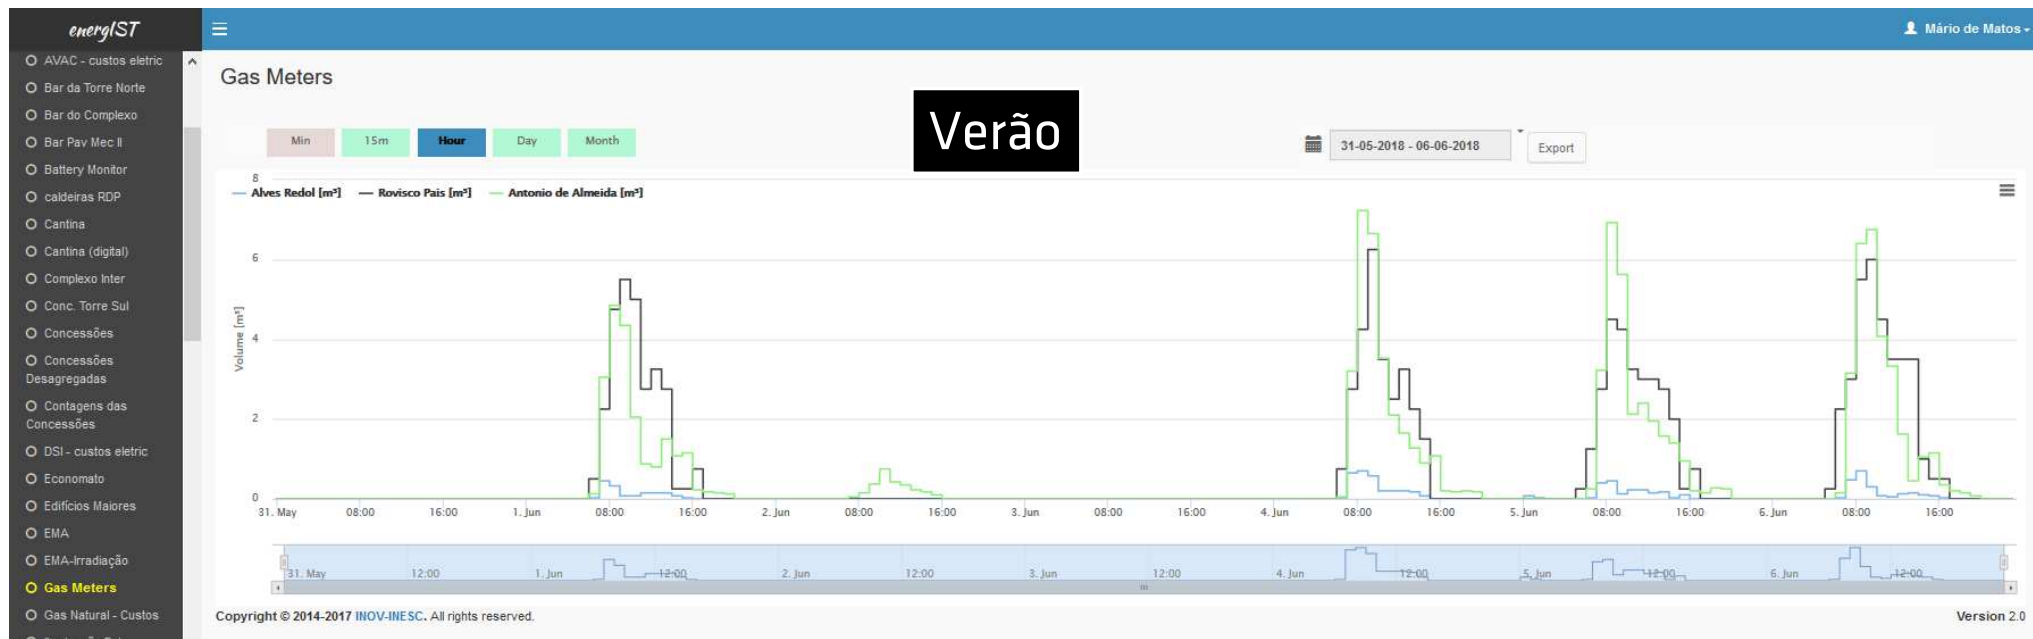 energIST
Mário de Matos
AVAC - custos eletric
Bar da Torre Norte
Bar do Complexo
Bar Pav Mec II
Battery Monitor
caldeiras RDP
Cantina
Cantina (digital)
Complexo Inter
Conc. Torre Sul
Concessões
Concessões
Desagregadas
Contagens das
Concessões
DSI - custos eletric
Economato
Edifícios Maiores
EMA
EMA-Irradiação
Gas Meters
Gas Natural - Custos
Gas Meters
Verão
Min 15m Hour Day Month
31-05-2018 - 06-06-2018 Export
Alves Redol [m³] Rovisco Pais [m³] Antonio de Almeida [m³]
Volume [m³]
8
6
4
2
0
31. May 08:00 16:00 1. Jun 08:00 16:00 2. Jun 08:00 16:00 3. Jun 08:00 16:00 4. Jun 08:00 16:00 5. Jun 08:00 16:00 6. Jun 08:00 16:00
31. May 12:00 1. Jun 12:00 2. Jun 12:00 3. Jun 12:00 4. Jun 12:00 5. Jun 12:00 6. Jun 12:00
Copyright © 2014-2017 INOV-INESC. All rights reserved.
Version 2.0